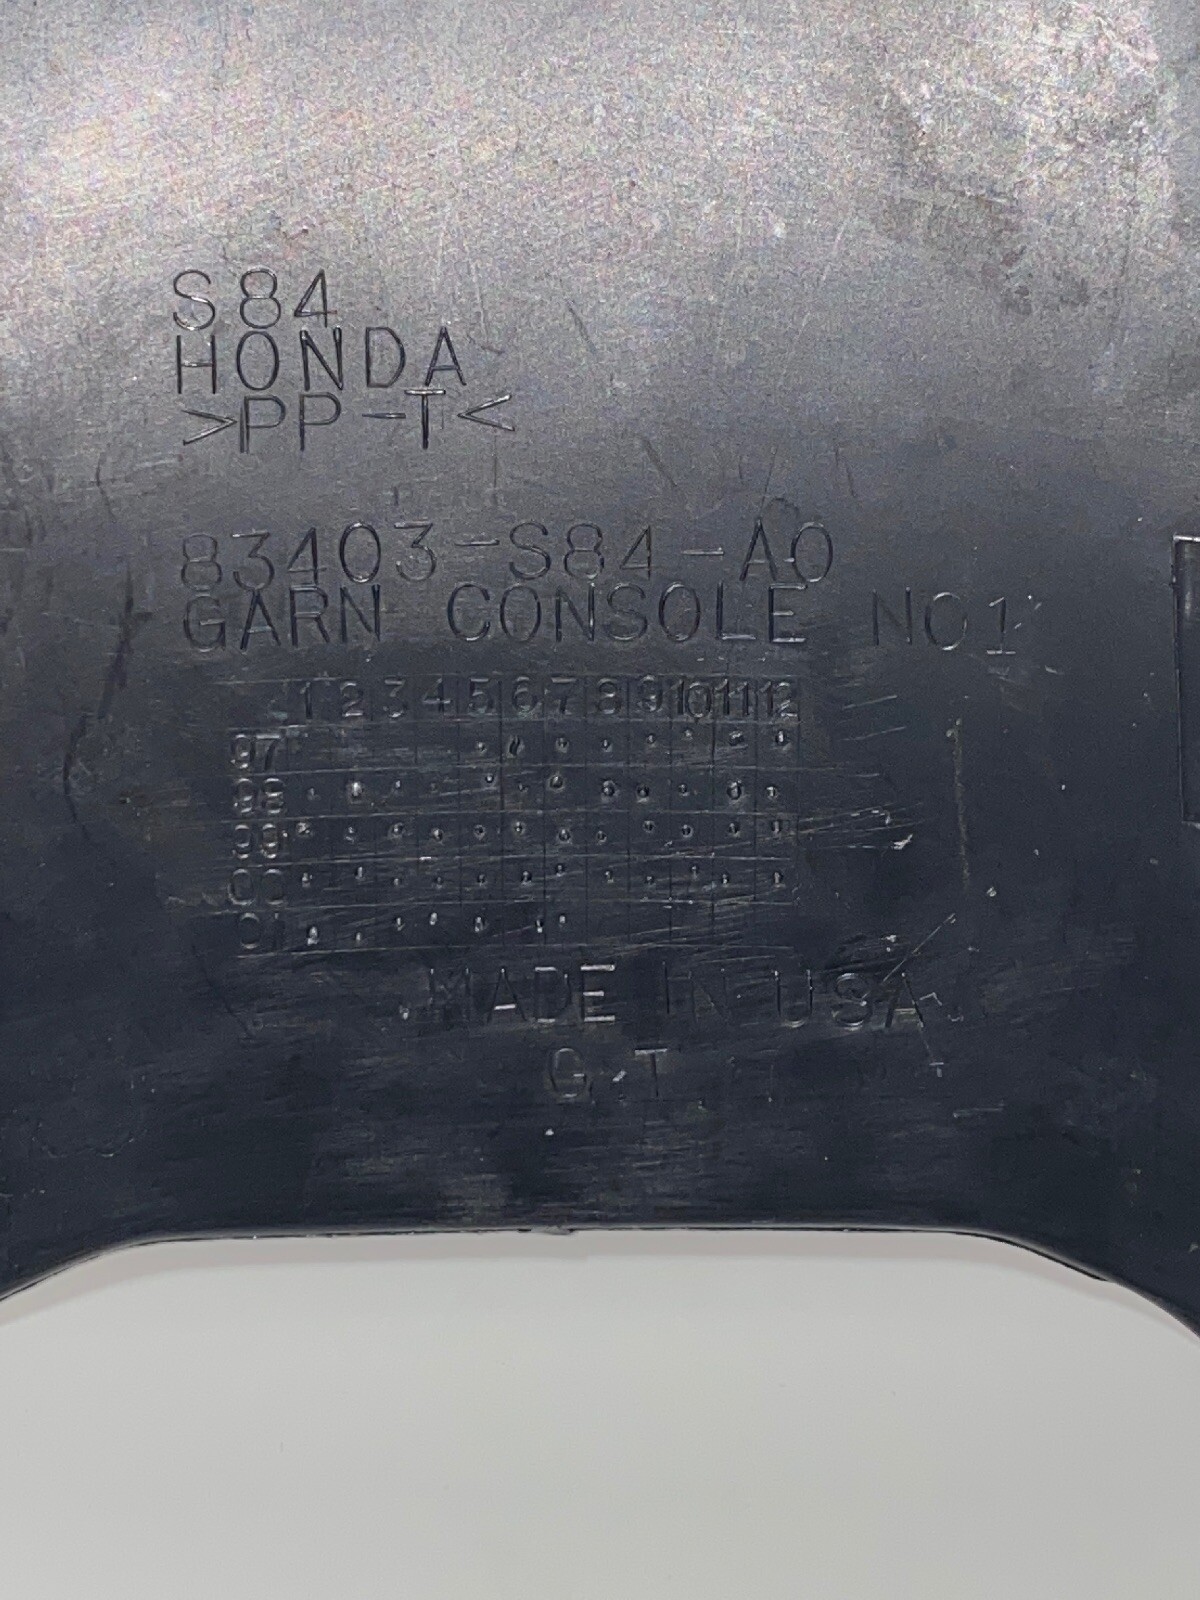 S84
HONDA
>PP-T<
83403-S84-A0
GARN CONSOLE NO1
1 2 3 4 5 6 7 8 9 10 11 12
97
98
99
00
01
MADE IN USA
G.T.